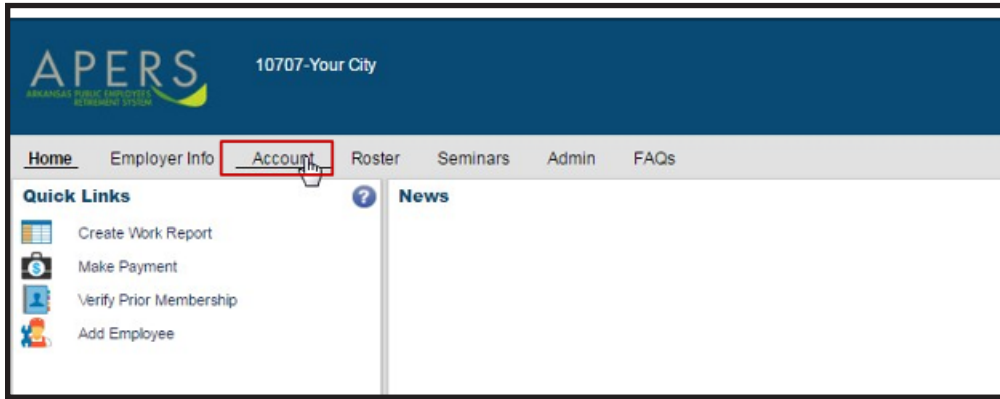 APERS
ARKANSAS PUBLIC EMPLOYEES
RETIREMENT SYSTEM
10707-Your City
Home Employer Info Account Roster Seminars Admin FAQs
Quick Links ?
Create Work Report
$ Make Payment
Verify Prior Membership
Add Employee
News